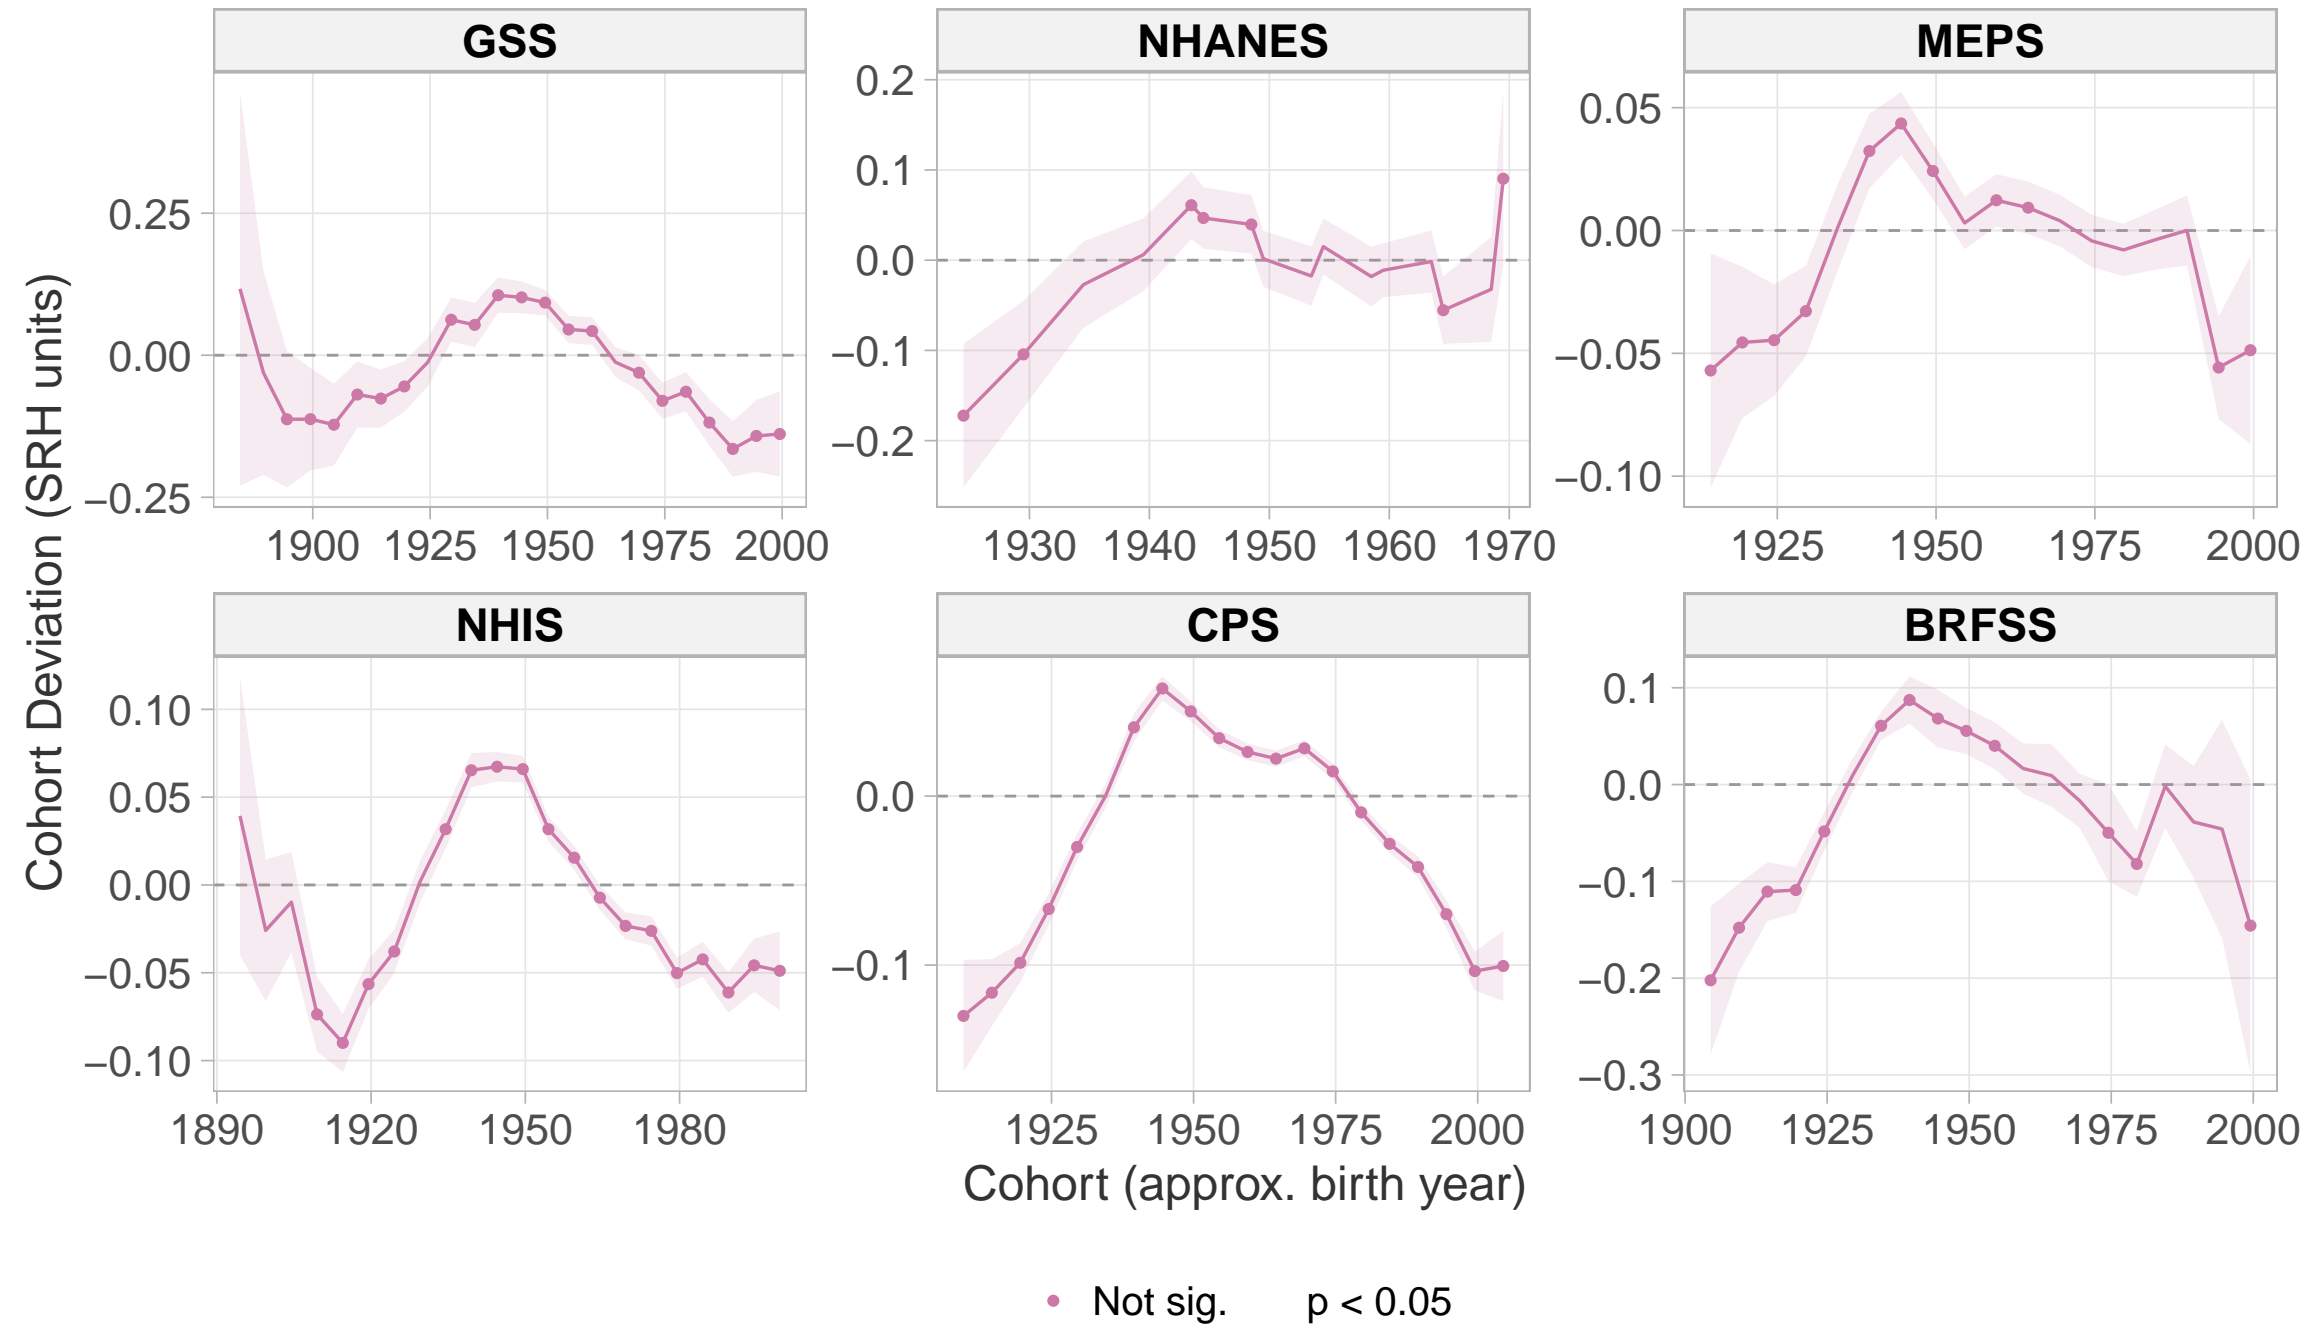 GSS
NHANES
MEPS
0.25
0.00
−0.25
0.2
0.1
0.0
−0.1
−0.2
0.05
0.00
−0.05
−0.10
1900 1925 1950 1975 2000
1930 1940 1950 1960 1970
1925 1950 1975 2000
Cohort Deviation (SRH units)
NHIS
CPS
BRFSS
0.10
0.05
0.00
−0.05
−0.10
0.0
−0.1
0.1
0.0
−0.1
−0.2
−0.3
1890 1920 1950 1980
1925 1950 1975 2000
1900 1925 1950 1975 2000
Cohort (approx. birth year)
Not sig. p < 0.05